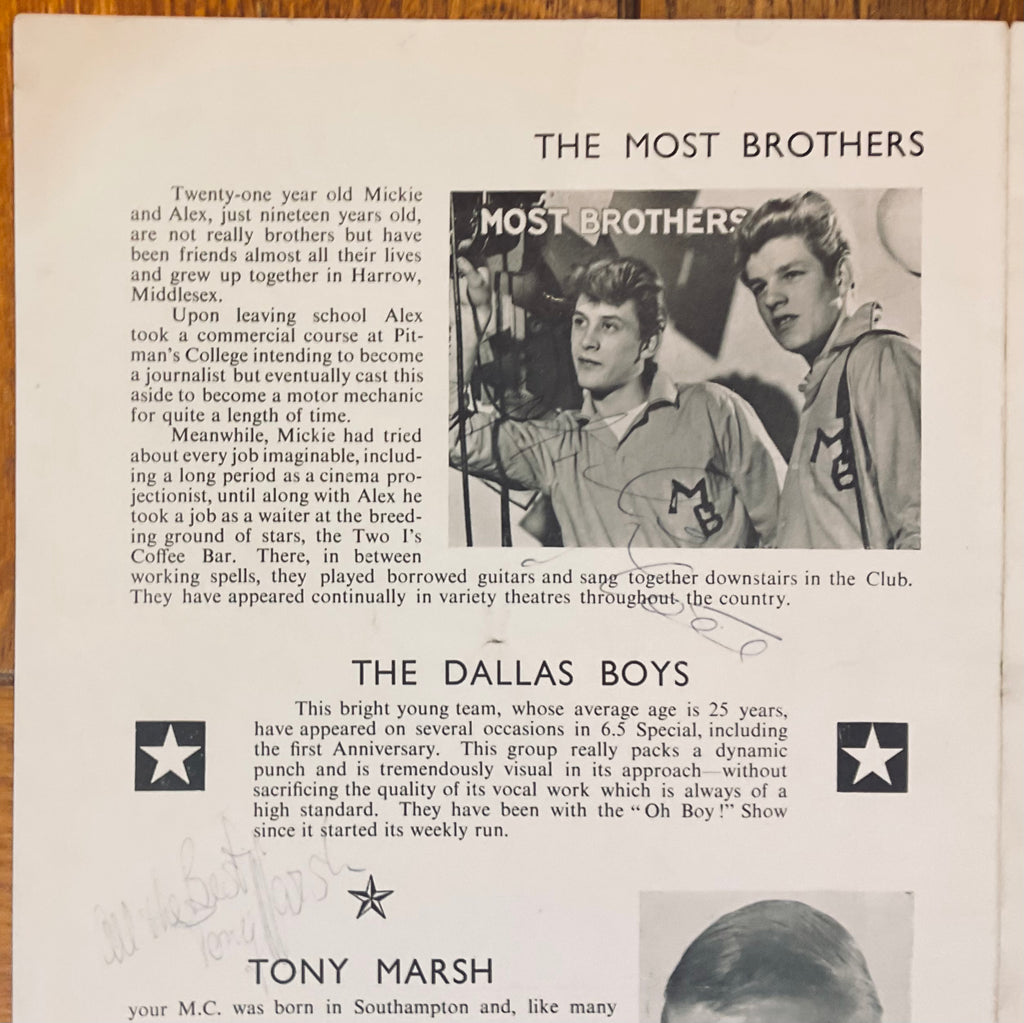 THE MOST BROTHERS
Twenty-one year old Mickie
and Alex, just nineteen years old,
are not really brothers but have
been friends almost all their lives
and grew up together in Harrow,
Middlesex.
Upon leaving school Alex
took a commercial course at Pit-
man's College intending to become
a journalist but eventually cast this
aside to become a motor mechanic
for quite a length of time.
Meanwhile, Mickie had tried
about every job imaginable, includ-
ing a long period as a cinema pro-
jectionist, until along with Alex he
took a job as a waiter at the breed-
ing ground of stars, the Two I's
Coffee Bar. There, in between
working spells, they played borrowed guitars and sang together downstairs in the Club.
They have appeared continually in variety theatres throughout the country.
MOST BROTHERS
MB
MB
THE DALLAS BOYS
This bright young team, whose average age is 25 years,
have appeared on several occasions in 6.5 Special, including
the first Anniversary. This group really packs a dynamic
punch and is tremendously visual in its approach—without
sacrificing the quality of its vocal work which is always of a
high standard. They have been with the "Oh Boy!" Show
since it started its weekly run.
All the Best
Tony Marsh
TONY MARSH
your M.C. was born in Southampton and, like many